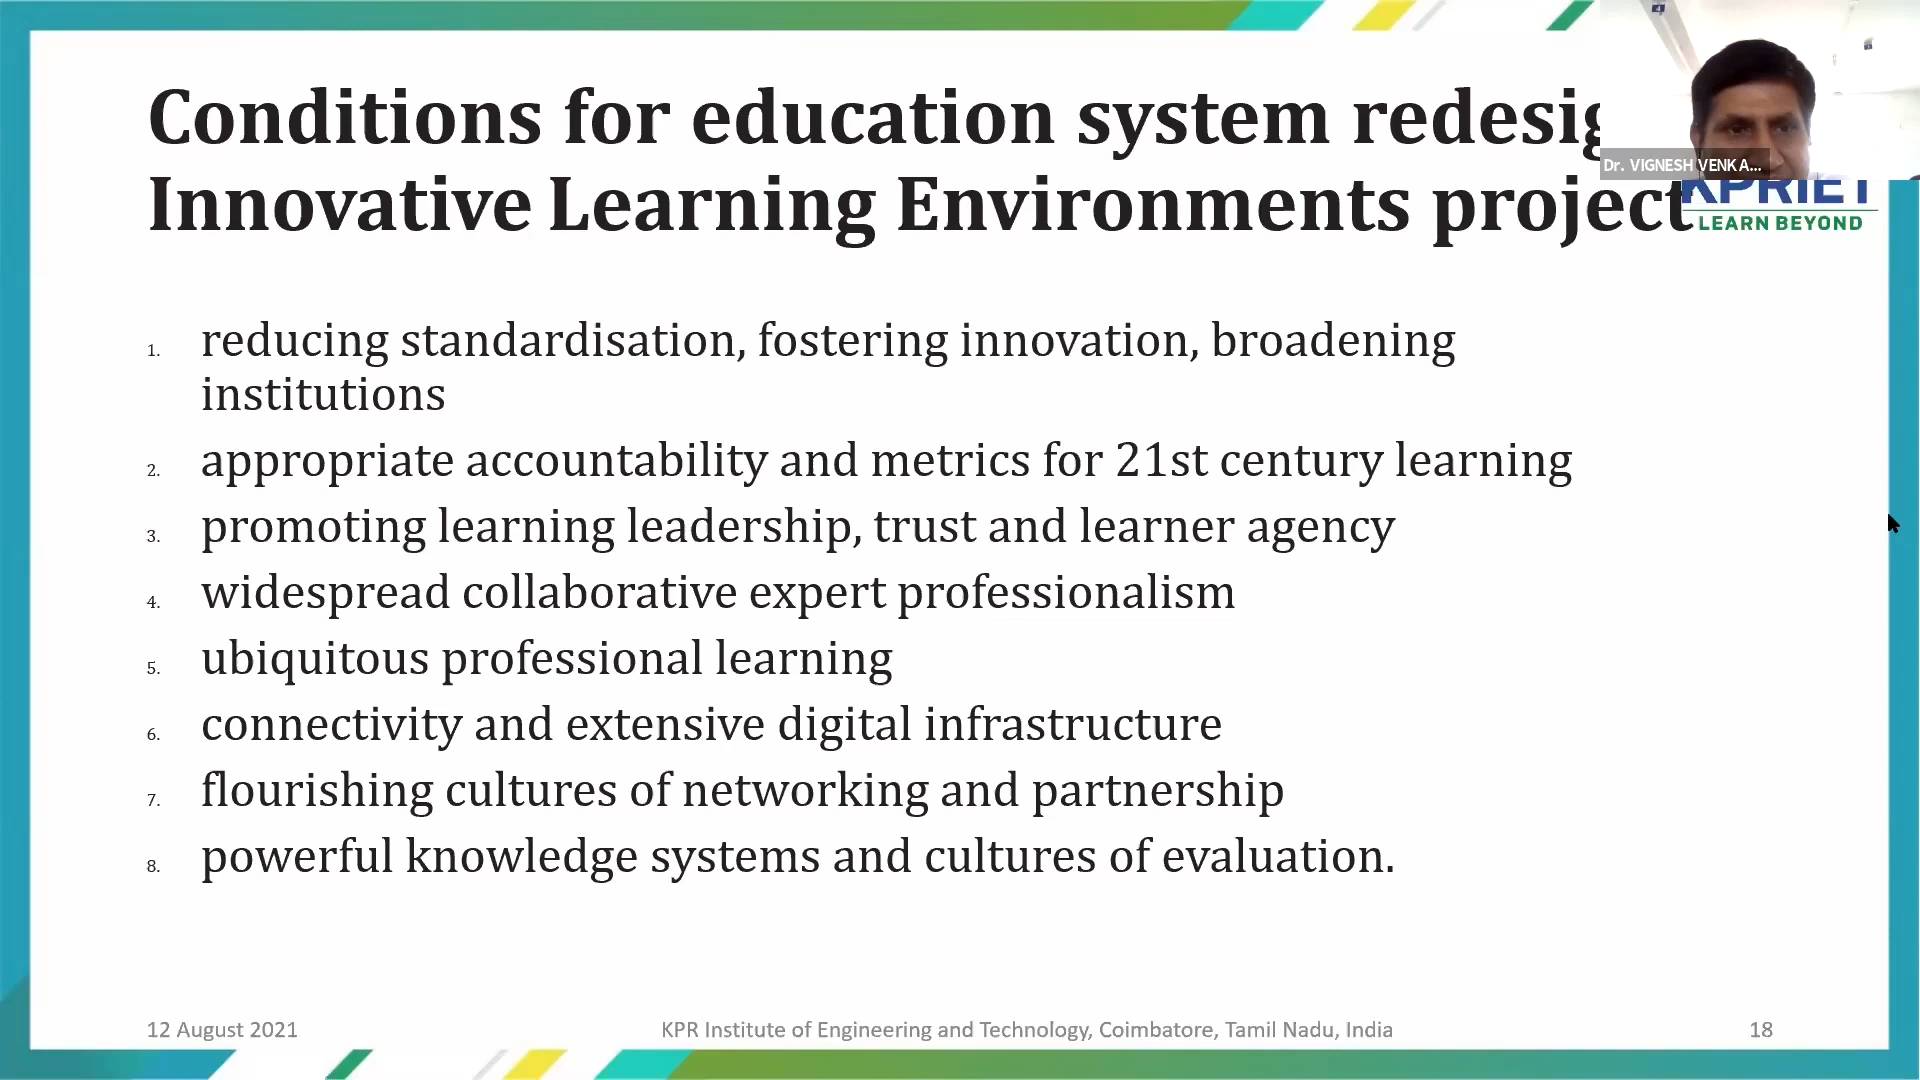 Conditions for education system redesig
Innovative Learning Environments project
Dr. VIGNESH VENKA...
KPRIET
LEARN BEYOND
1. reducing standardisation, fostering innovation, broadening
institutions
2. appropriate accountability and metrics for 21st century learning
3. promoting learning leadership, trust and learner agency
4. widespread collaborative expert professionalism
5. ubiquitous professional learning
6. connectivity and extensive digital infrastructure
7. flourishing cultures of networking and partnership
8. powerful knowledge systems and cultures of evaluation.
12 August 2021
KPR Institute of Engineering and Technology, Coimbatore, Tamil Nadu, India
18